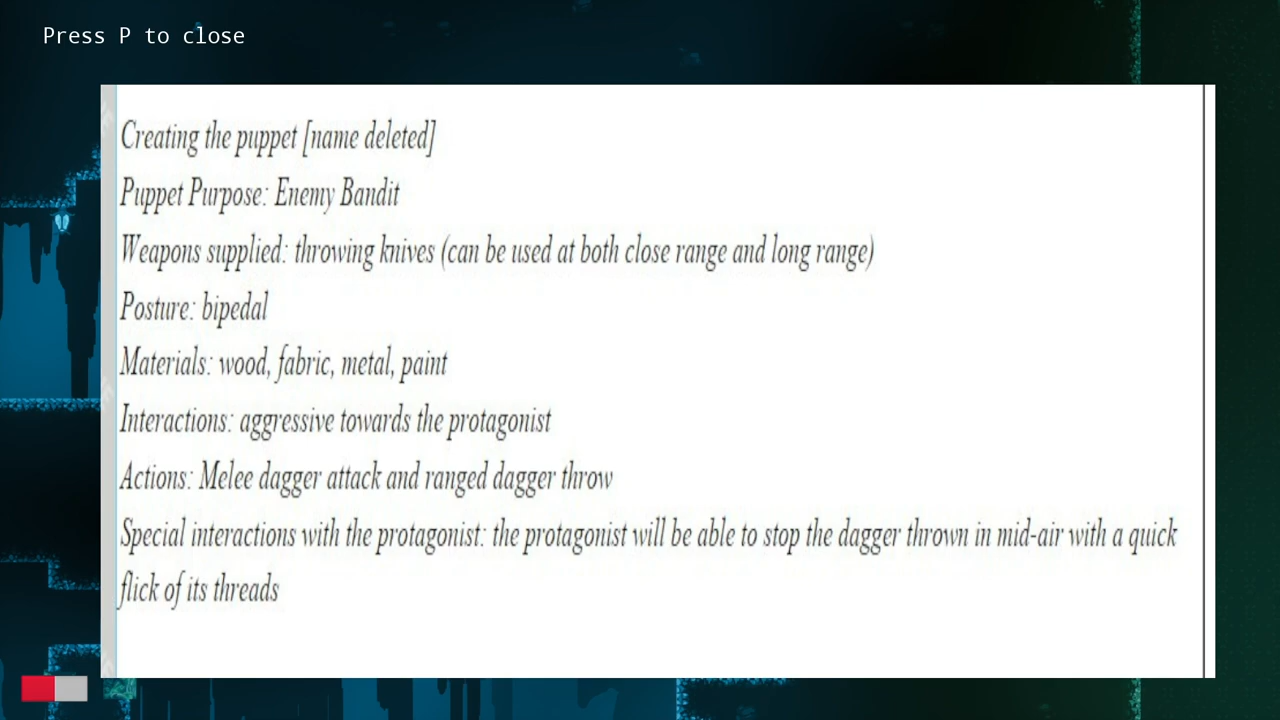 Press P to close
Creating the puppet [name deleted]
Puppet Purpose: Enemy Bandit
Weapons supplied: throwing knives (can be used at both close range and long range)
Posture: bipedal
Materials: wood, fabric, metal, paint
Interactions: aggressive towards the protagonist
Actions: Melee dagger attack and ranged dagger throw
Special interactions with the protagonist: the protagonist will be able to stop the dagger thrown in mid-air with a quick
flick of its threads